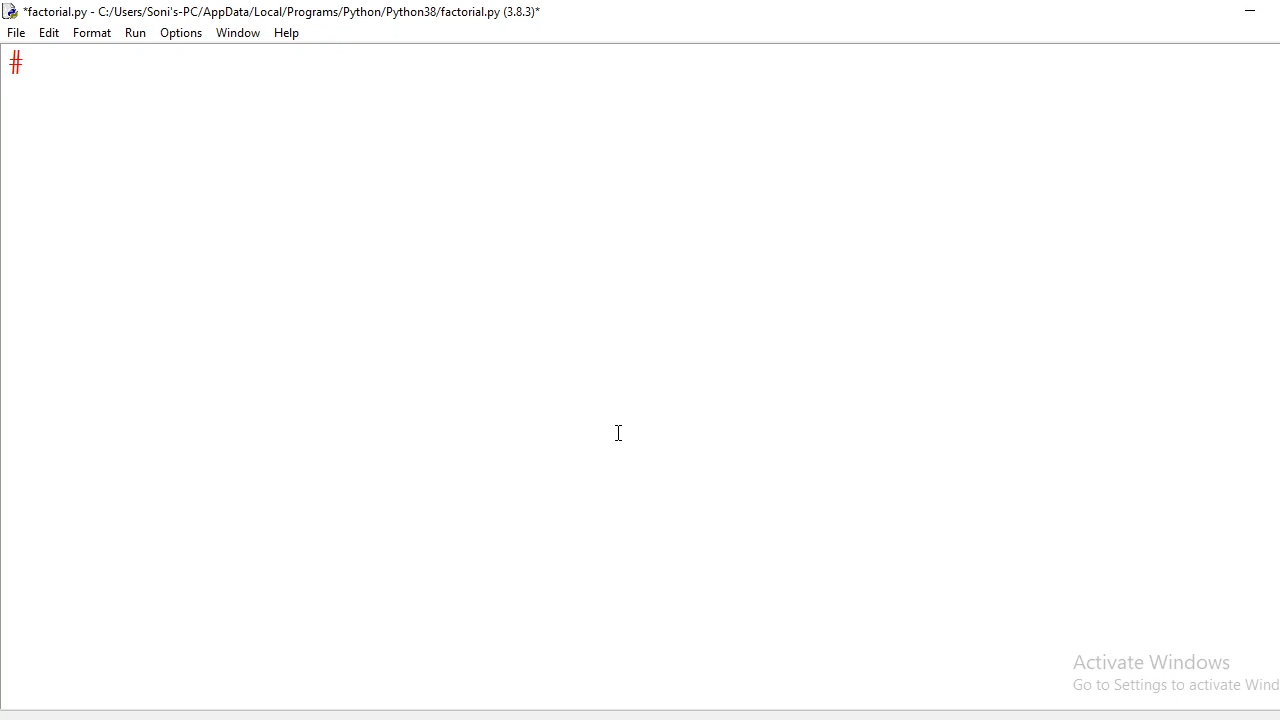 *factorial.py - C:/Users/Soni's-PC/AppData/Local/Programs/Python/Python38/factorial.py (3.8.3)*
File Edit Format Run Options Window Help
#
Activate Windows
Go to Settings to activate Wind